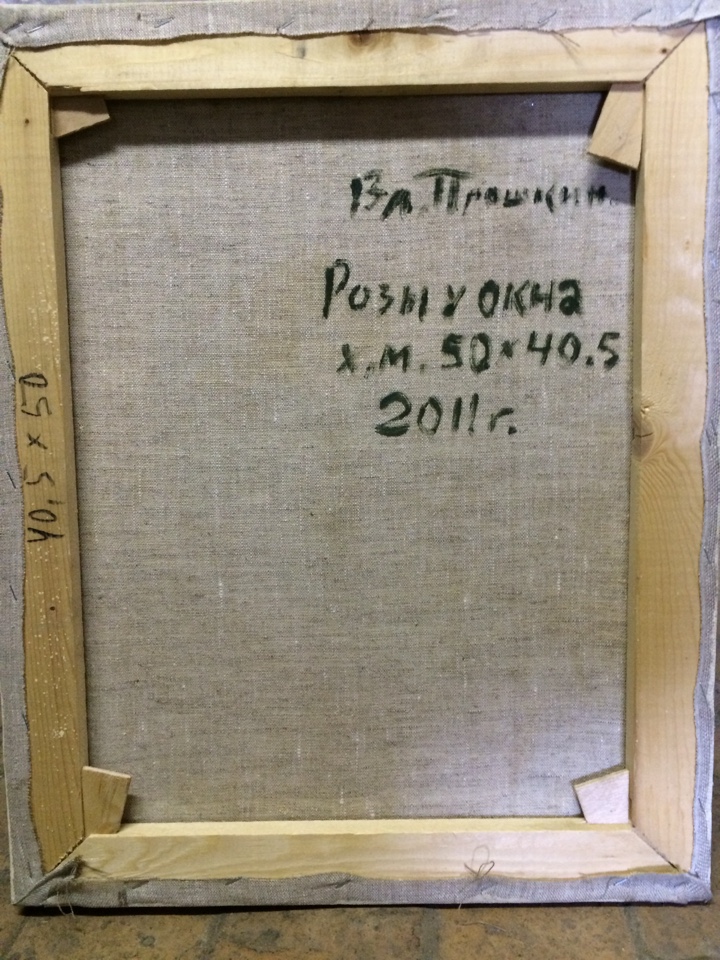 Вл. Прошкин.
Розы у окна
х.м. 50×40.5
2011г.
40,5 × 50